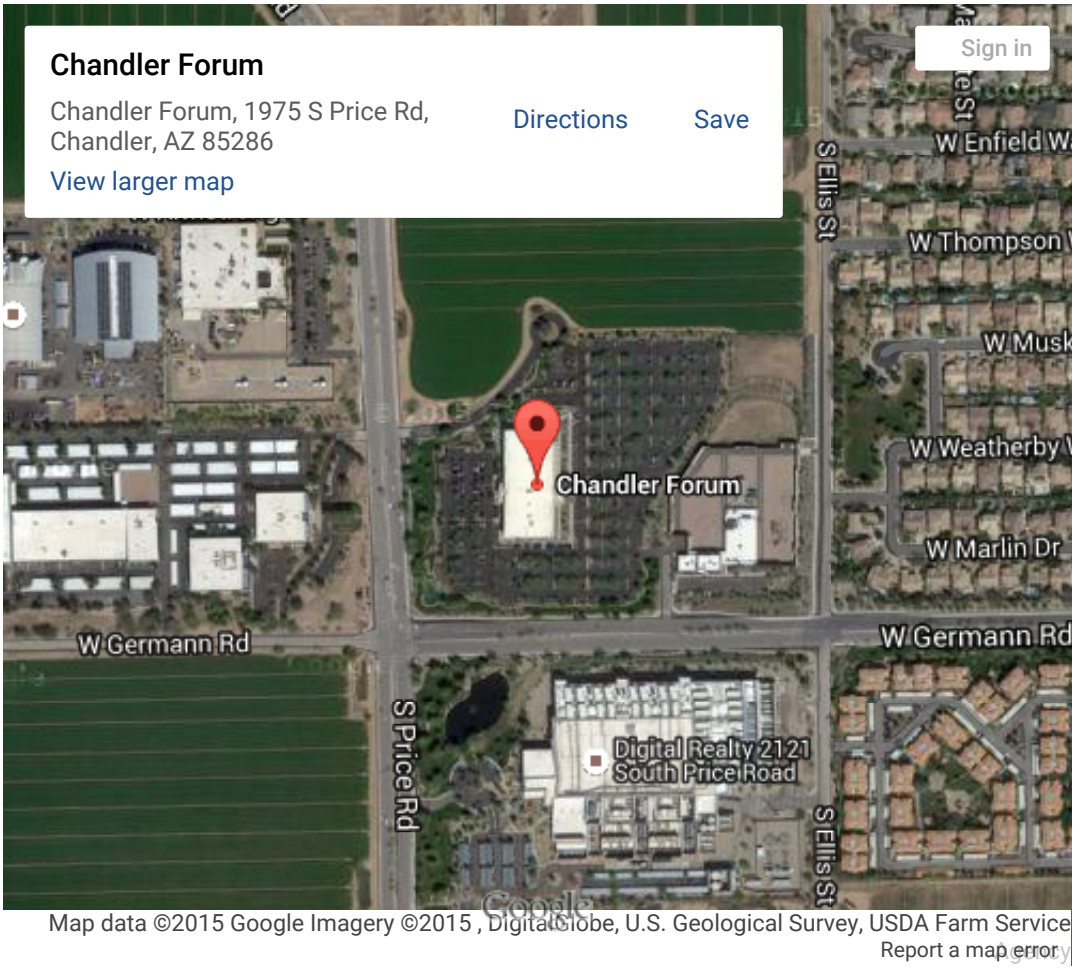 Chandler Forum
Chandler Forum, 1975 S Price Rd,
Chandler, AZ 85286
Directions
Save
View larger map
Sign in
S Ellis St
W Enfield
W Thompson
W Musk
W Weatherby
W Marlin Dr
Chandler Forum
W Germann Rd
W Germann Rd
S Price Rd
Digital Realty 2121
South Price Road
S Ellis St
Google
Map data ©2015 Google Imagery ©2015 , DigitalGlobe, U.S. Geological Survey, USDA Farm Service
Agency
Report a map error